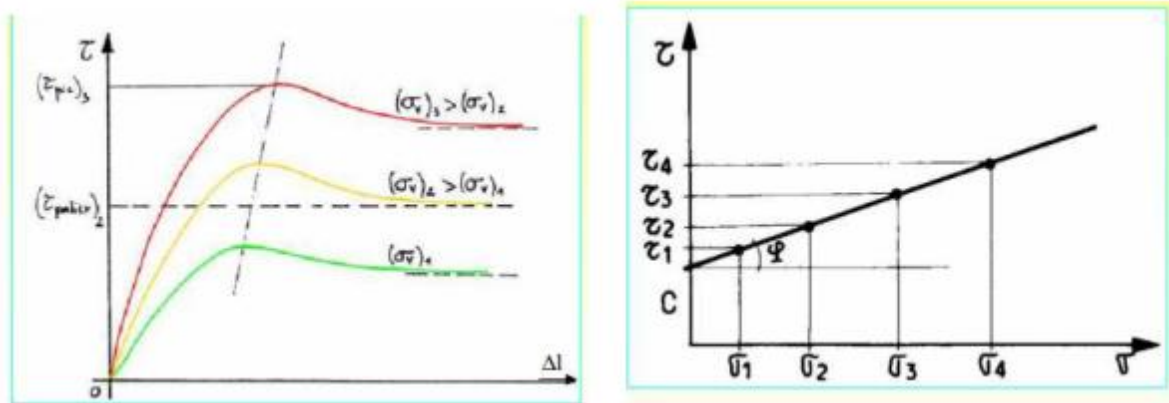 τ
(τpic)₃
(σv)₃ > (σv)₂
(σv)₂ > (σv)₁
(τpalier)₂
(σv)₁
0
Δl
τ
τ4
τ3
τ2
τ1
φ
C
σ1
σ2
σ3
σ4
σ